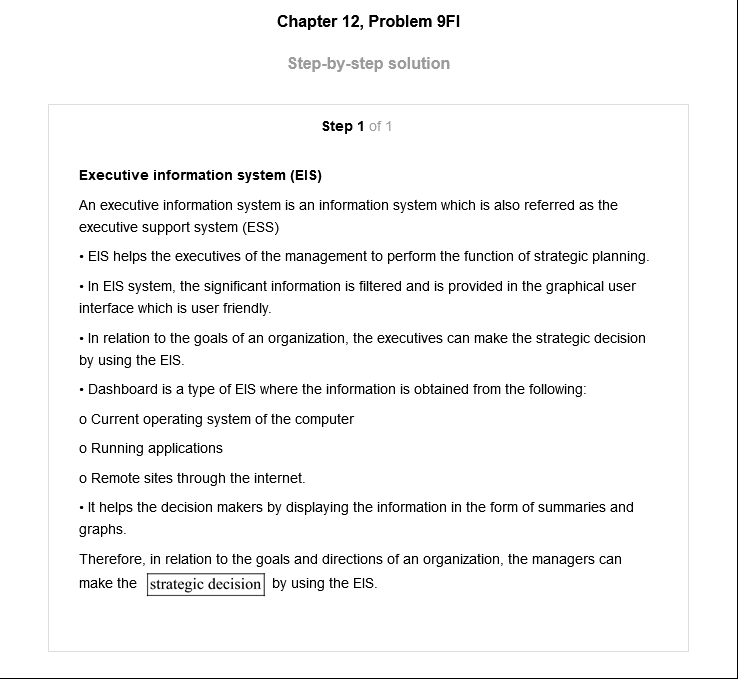 Chapter 12, Problem 9FI
Step-by-step solution
Step 1 of 1
Executive information system (EIS)
An executive information system is an information system which is also referred as the
executive support system (ESS)
• EIS helps the executives of the management to perform the function of strategic planning.
• In EIS system, the significant information is filtered and is provided in the graphical user
interface which is user friendly.
• In relation to the goals of an organization, the executives can make the strategic decision
by using the EIS.
• Dashboard is a type of EIS where the information is obtained from the following:
o Current operating system of the computer
o Running applications
o Remote sites through the internet.
• It helps the decision makers by displaying the information in the form of summaries and
graphs.
Therefore, in relation to the goals and directions of an organization, the managers can
make the strategic decision by using the EIS.